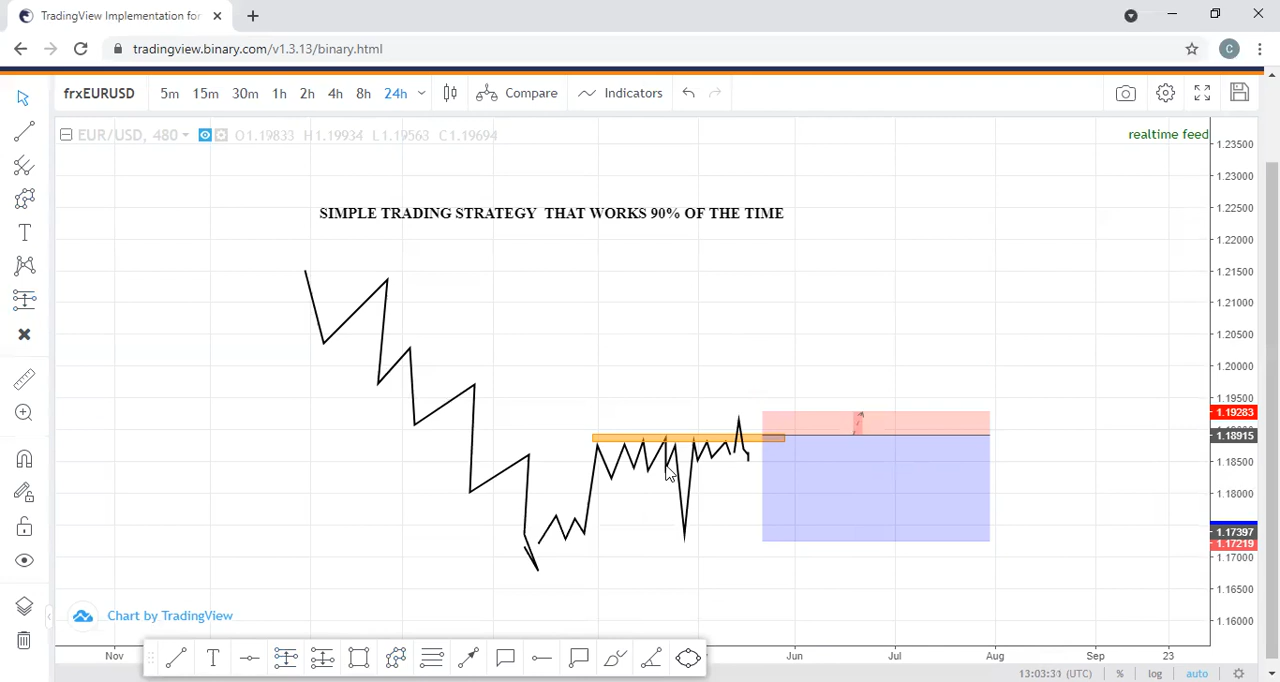 TradingView Implementation for
tradingview.binary.com/v1.3.13/binary.html
C
frxEURUSD 5m 15m 30m 1h 2h 4h 8h 24h Compare Indicators
EUR/USD, 480 O1.19833 H1.19934 L1.19563 C1.19694
realtime feed
1.23500
1.23000
SIMPLE TRADING STRATEGY THAT WORKS 90% OF THE TIME
1.22500
1.22000
1.21500
1.21000
1.20500
1.20000
1.19500
1.19283
1.18915
1.18500
1.18000
1.17397
1.17219
1.17000
1.16500
1.16000
Chart by TradingView
Nov Jun Jul Aug Sep 23
13:03:31 (UTC) % log auto